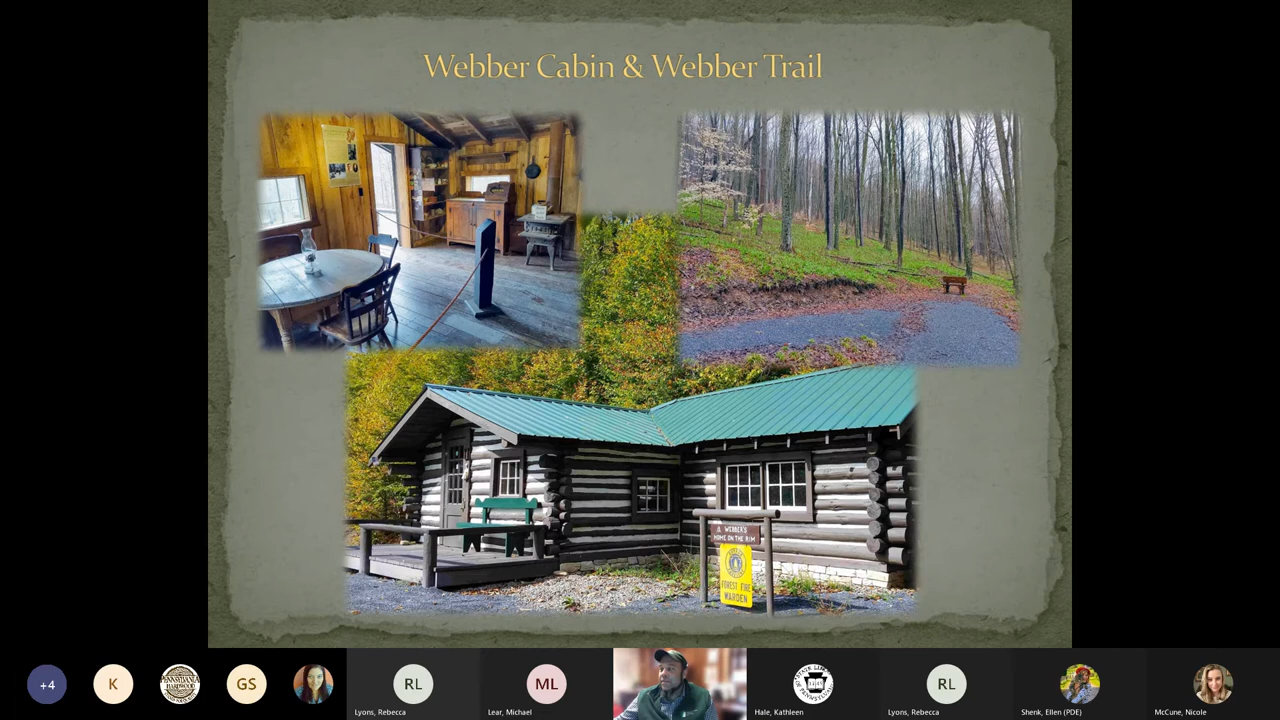 Webber Cabin & Webber Trail
WEBBER'S
HOME ON THE RIM
FOREST FIRE
WARDEN
+4
K
PENNSYLVANIA
GS
RL
ML
RL
Lyons, Rebecca
Lear, Michael
Hale, Kathleen
Lyons, Rebecca
Shenk, Ellen (PDE)
McCune, Nicole